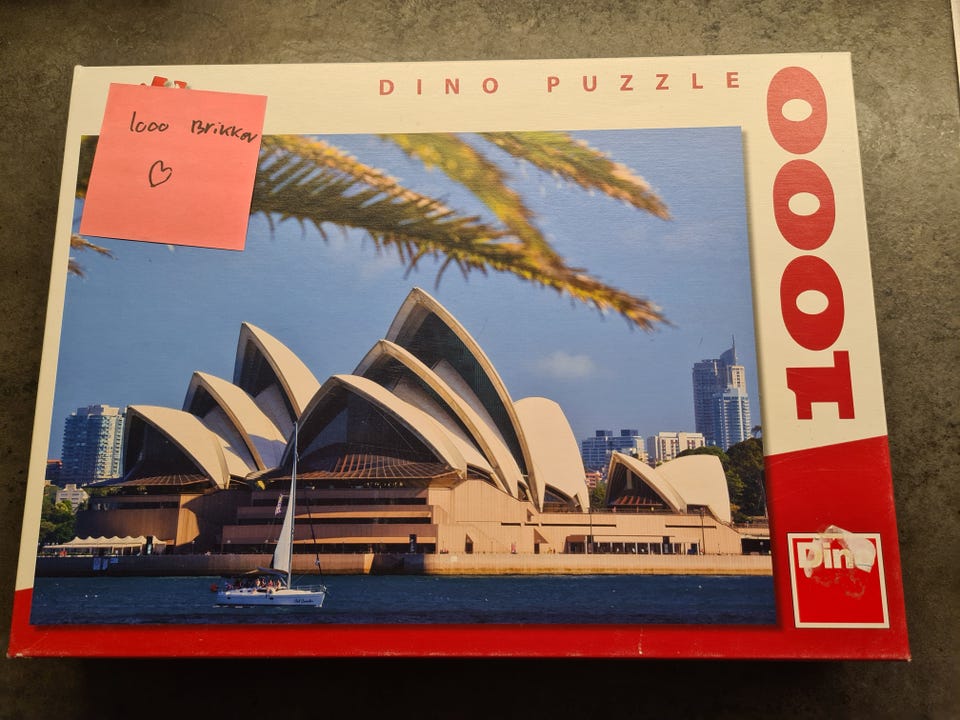 DINO PUZZLE
1000
1000 Brikker
♡
Dino